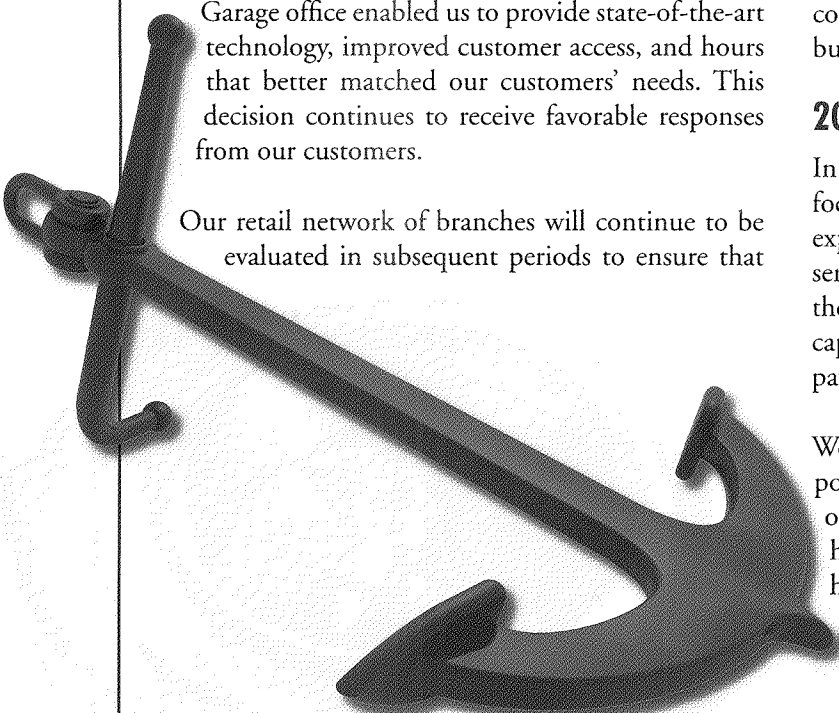 Garage office enabled us to provide state-of-the-art
technology, improved customer access, and hours
that better matched our customers' needs. This
decision continues to receive favorable responses
from our customers.
Our retail network of branches will continue to be
evaluated in subsequent periods to ensure that
In